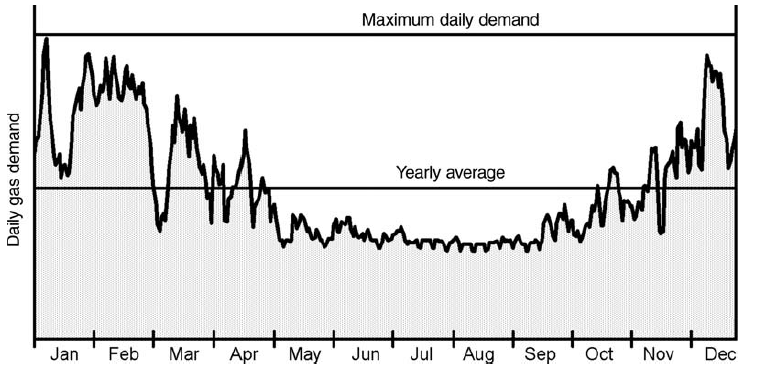 Maximum daily demand
Yearly average
Daily gas demand
Jan Feb Mar Apr May Jun Jul Aug Sep Oct Nov Dec